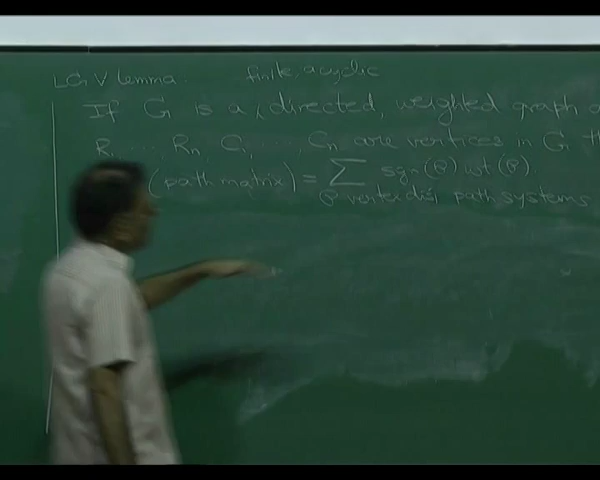 LGV Lemma: finite, acyclic
If G is a directed, weighted graph a
R₁, ..., Rₙ, C₁, ..., Cₙ are vertices in G th
(path matrix) = ∑ sgn(P) wt(P).
P vertex disj path systems